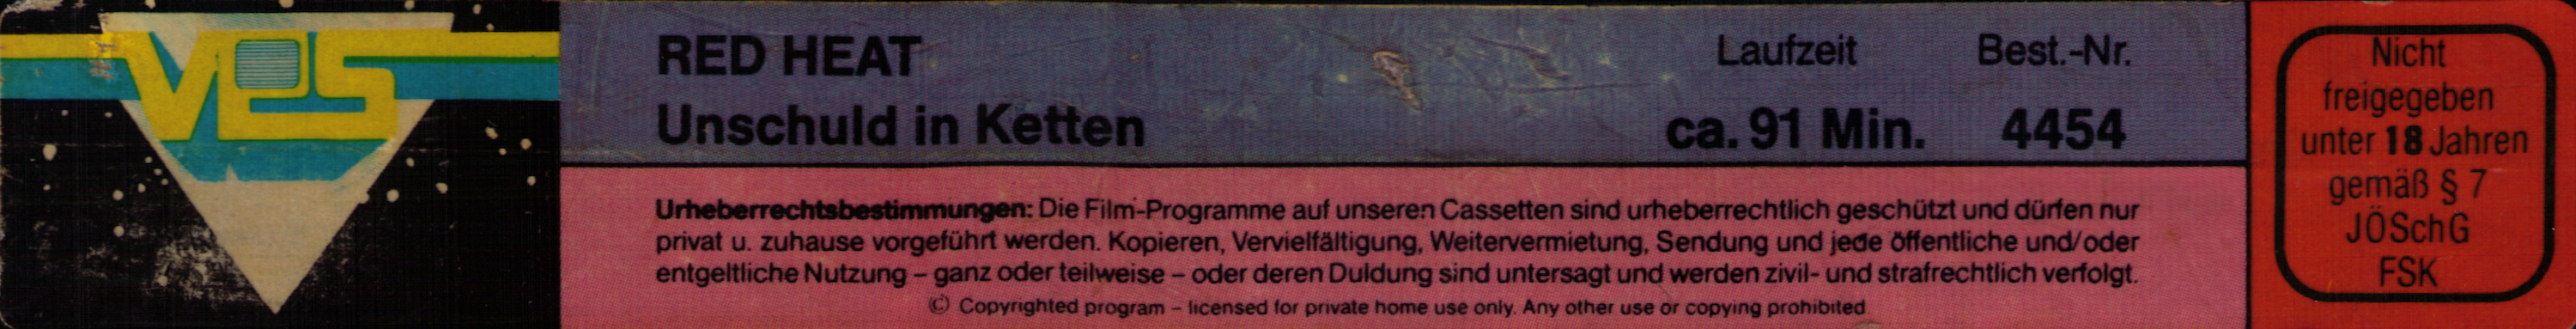 VPS
RED HEAT
Unschuld in Ketten
Laufzeit
ca. 91 Min.
Best.-Nr.
4454
Urheberrechtsbestimmungen: Die Film-Programme auf unseren Cassetten sind urheberrechtlich geschützt und dürfen nur
privat u. zuhause vorgeführt werden. Kopieren, Vervielfältigung, Weitervermietung, Sendung und jede öffentliche und/oder
entgeltliche Nutzung – ganz oder teilweise – oder deren Duldung sind untersagt und werden zivil- und strafrechtlich verfolgt.
© Copyrighted program – licensed for private home use only. Any other use or copying prohibited
Nicht
freigegeben
unter 18 Jahren
gemäß § 7
JÖSchG
FSK